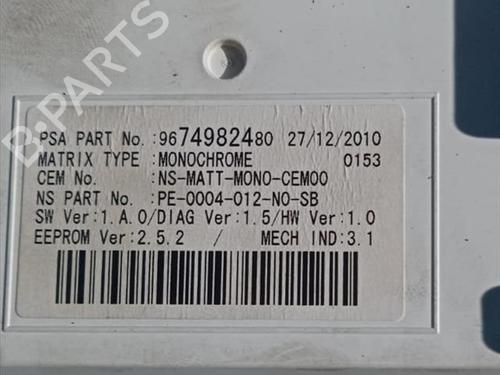 PSA PART No. :9674982480 27/12/2010
MATRIX TYPE :MONOCHROME 0153
CEM No. :NS-MATT-MONO-CEM00
NS PART No. :PE-0004-012-N0-SB
SW Ver:1.A.0/DIAG Ver:1.5/HW Ver:1.0
EEPROM Ver:2.5.2 / MECH IND:3.1
B-PARTS